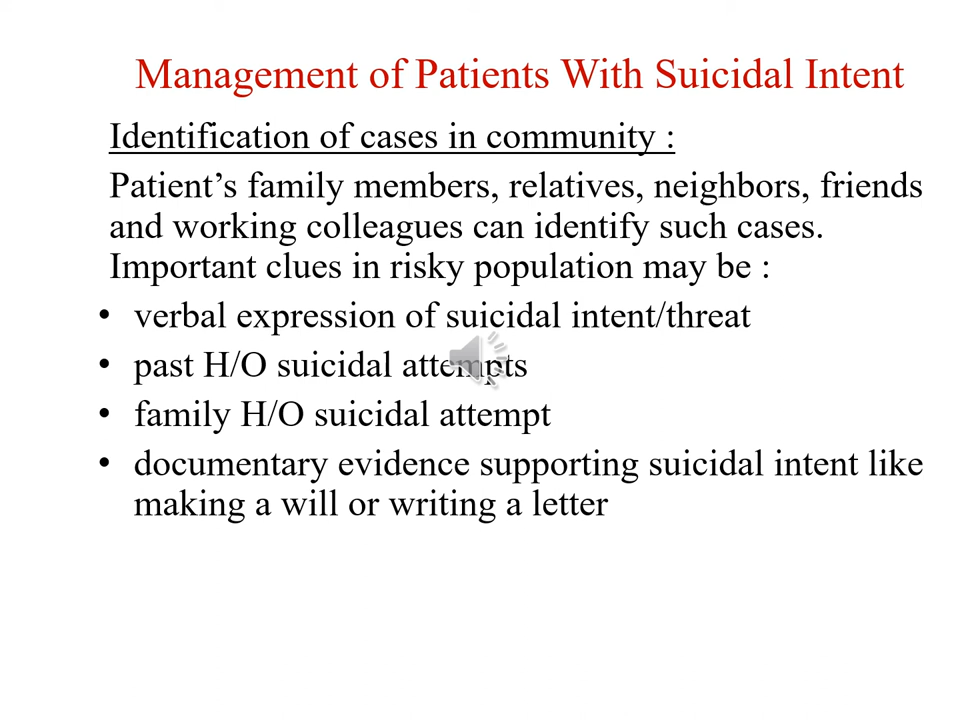 Management of Patients With Suicidal Intent
Identification of cases in community :
Patient’s family members, relatives, neighbors, friends
and working colleagues can identify such cases.
Important clues in risky population may be :
• verbal expression of suicidal intent/threat
• past H/O suicidal attempts
• family H/O suicidal attempt
• documentary evidence supporting suicidal intent like
making a will or writing a letter